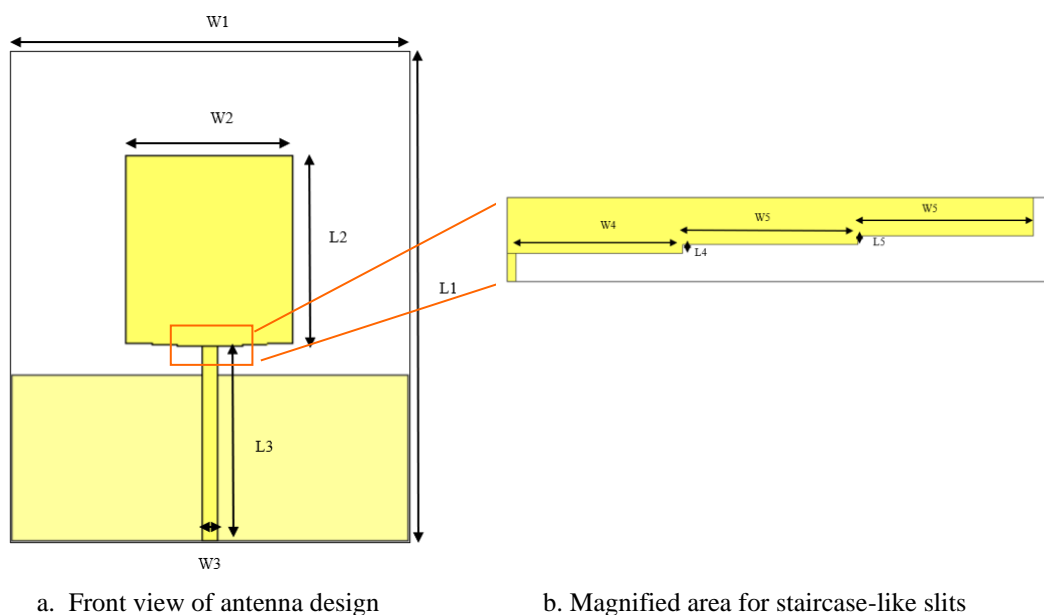 W1
W2
L2
L1
L3
W3
W4
W5
W5
L4
L5
a. Front view of antenna design
b. Magnified area for staircase-like slits